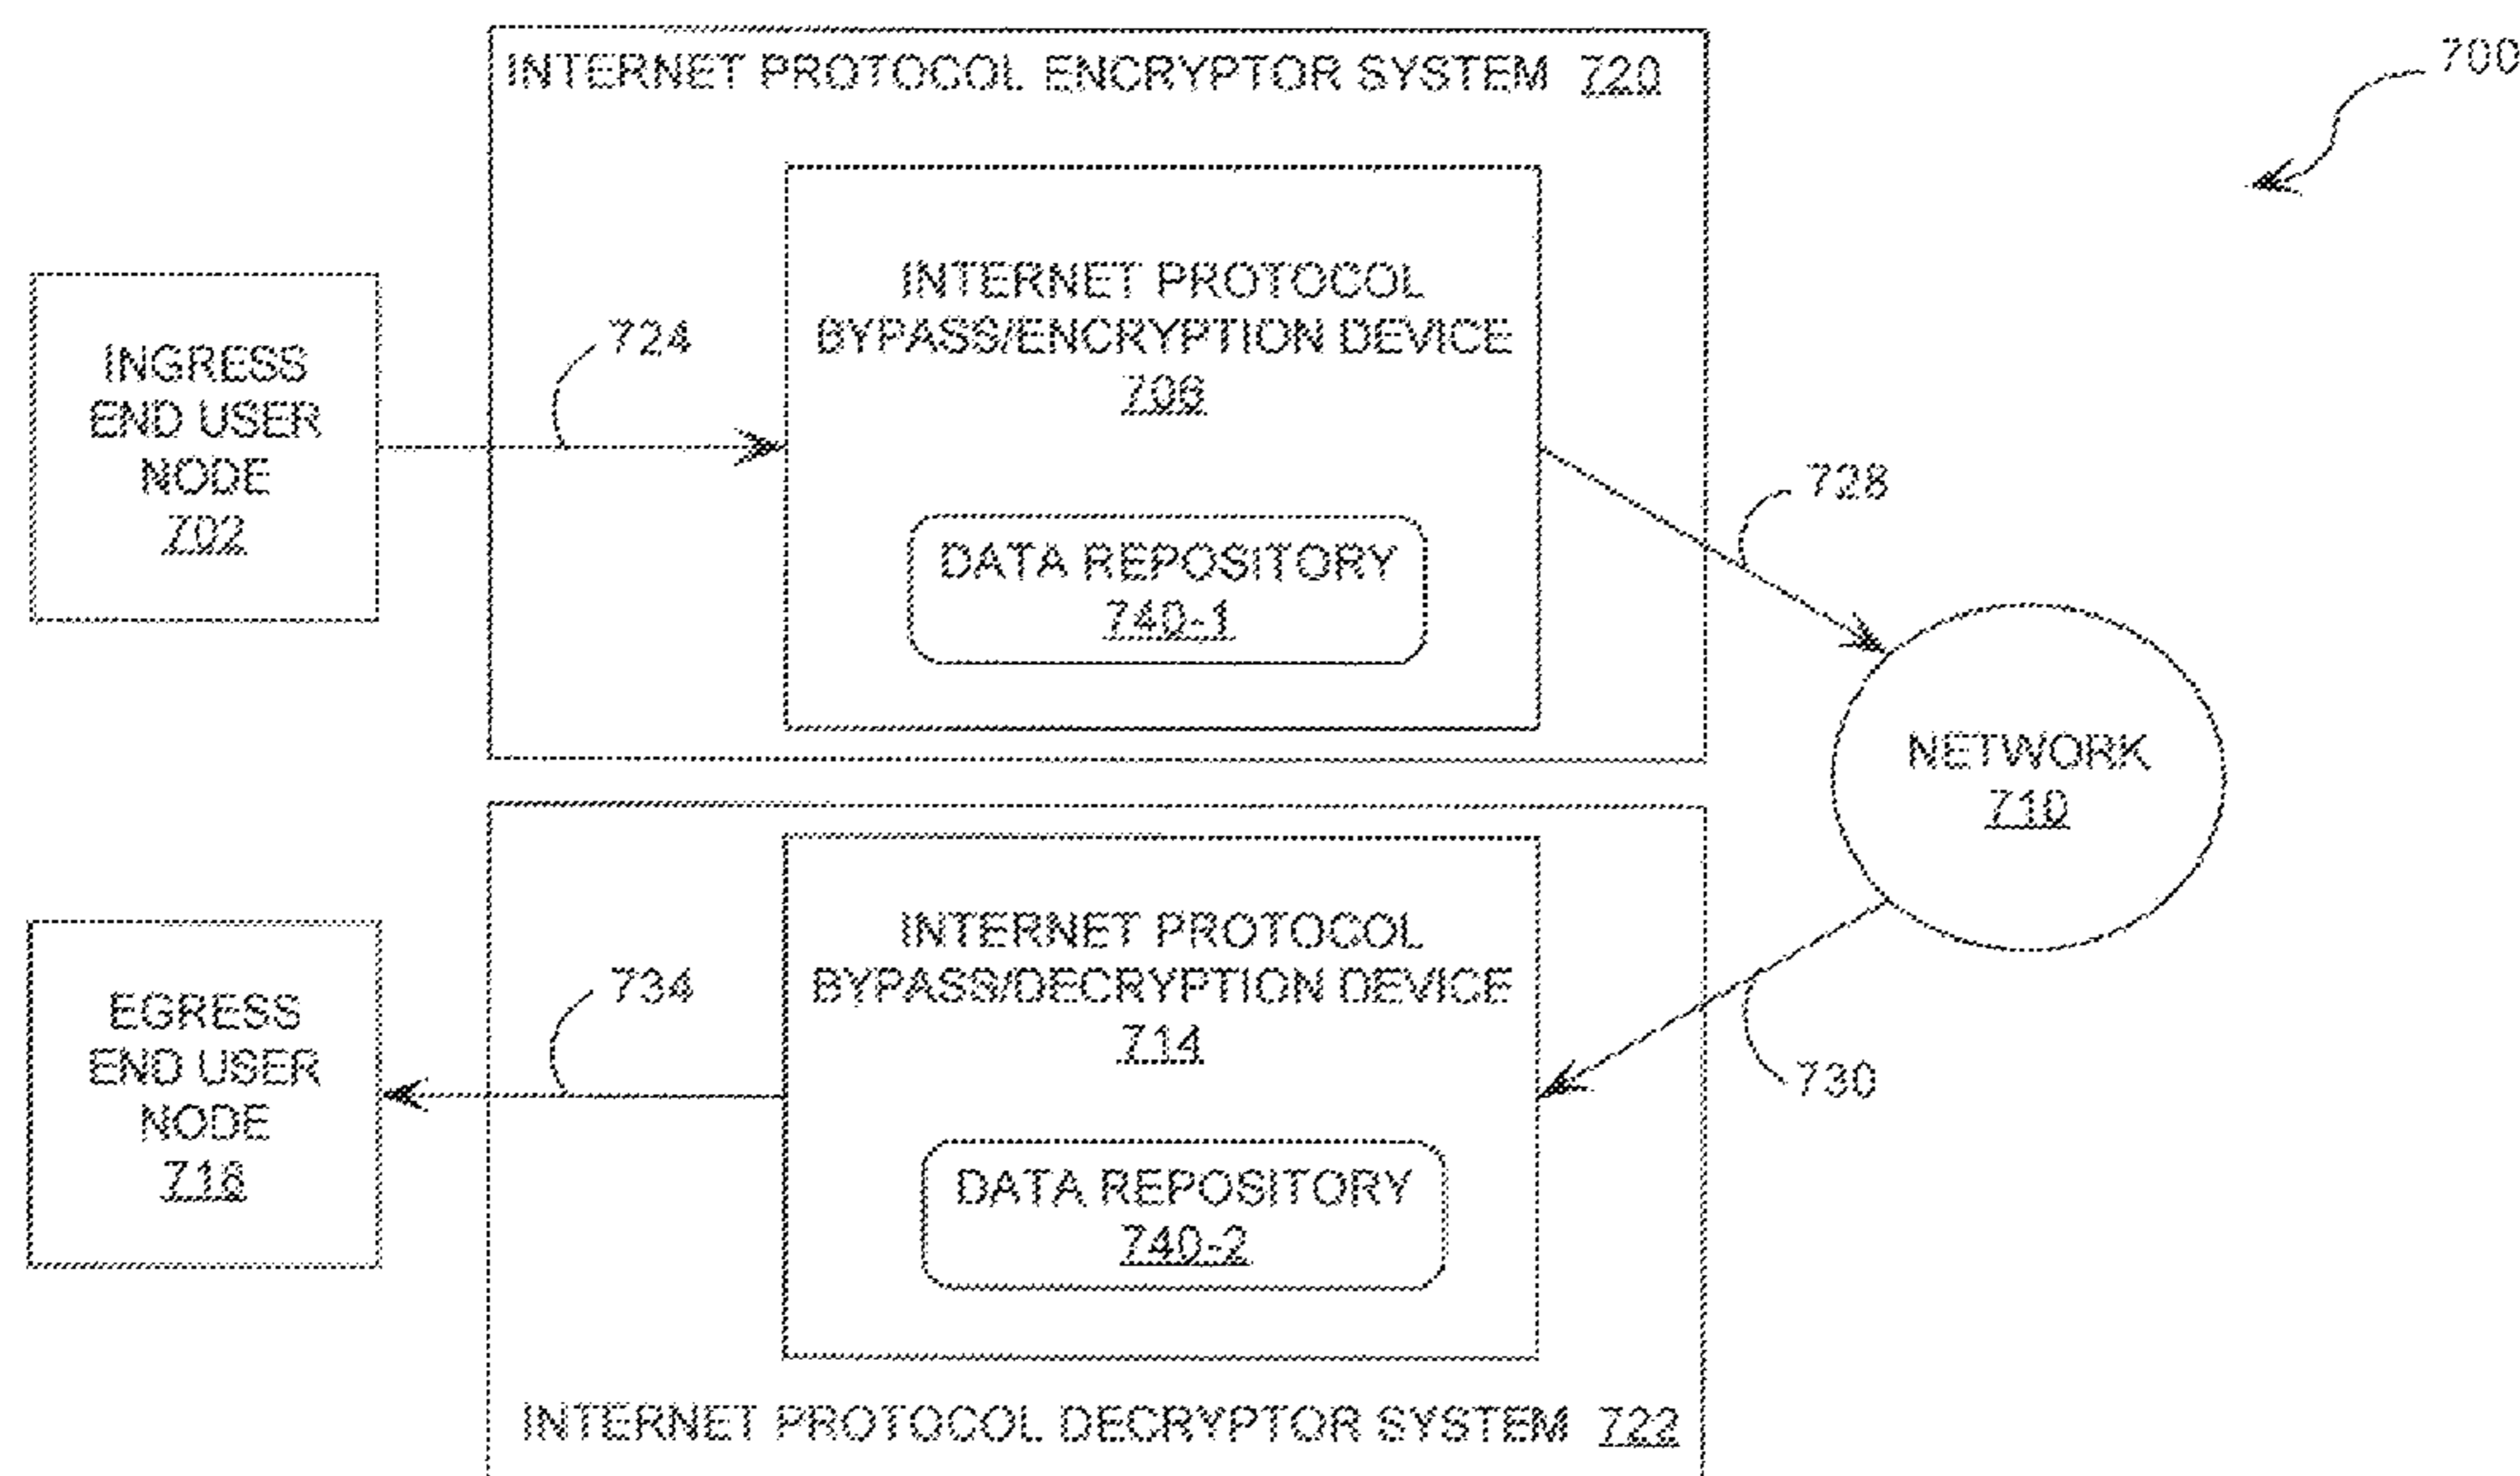 700
INTERNET PROTOCOL ENCRYPTOR SYSTEM 720
INGRESS
END USER
NODE
702
724
INTERNET PROTOCOL
BYPASS/ENCRYPTION DEVICE
706
DATA REPOSITORY
740-1
728
NETWORK
710
730
INTERNET PROTOCOL
BYPASS/DECRYPTION DEVICE
714
DATA REPOSITORY
740-2
734
EGRESS
END USER
NODE
718
INTERNET PROTOCOL DECRYPTOR SYSTEM 722